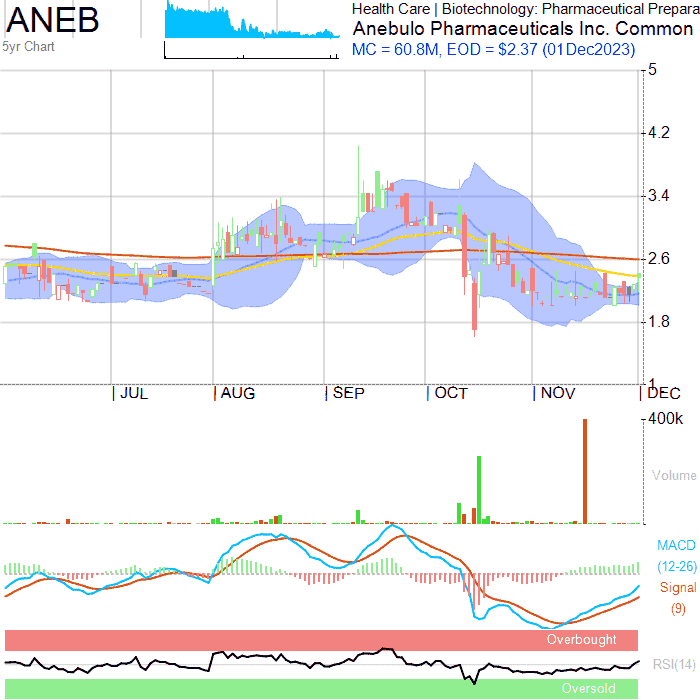 ANEB
5yr Chart
Health Care | Biotechnology: Pharmaceutical Prepara
Anebulo Pharmaceuticals Inc. Common
MC = 60.8M, EOD = $2.37 (01Dec2023)
5
4.2
3.4
2.6
1.8
1
JUL AUG SEP OCT NOV DEC
400k
Volume
MACD
(12-26)
Signal
(9)
Overbought
RSI(14)
Oversold